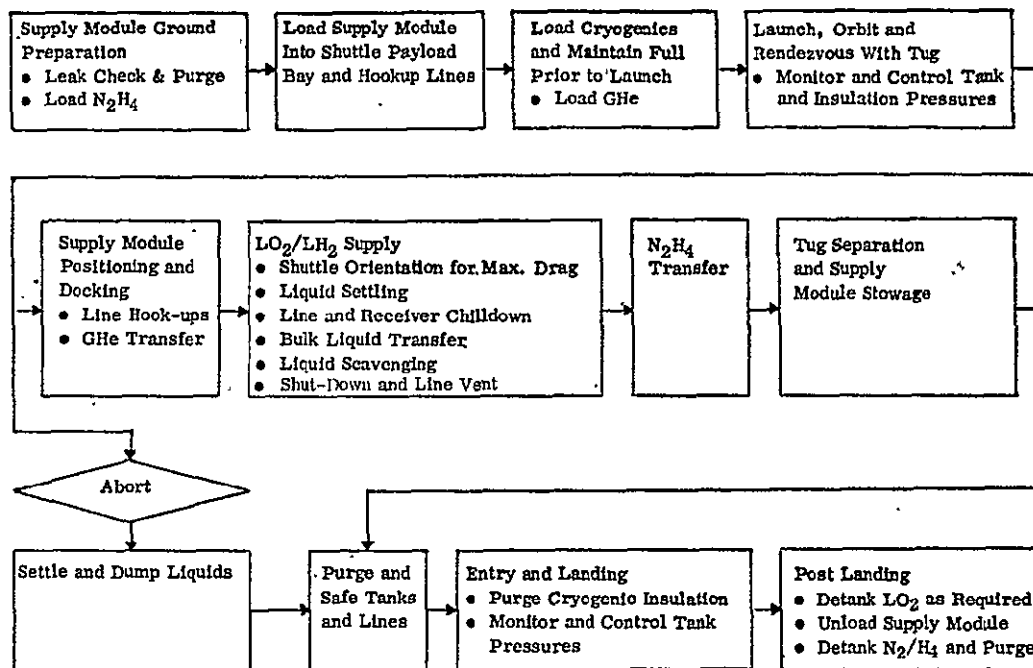 Supply Module Ground
Preparation
● Leak Check & Purge
● Load N2H4
Load Supply Module
Into Shuttle Payload
Bay and Hookup Lines
Load Cryogenics
and Maintain Full
Prior to Launch
● Load GHe
Launch, Orbit and
Rendezvous With Tug
● Monitor and Control Tank
and Insulation Pressures
Supply Module
Positioning and
Docking
● Line Hook-ups
● GHe Transfer
LO2/LH2 Supply
● Shuttle Orientation for Max. Drag
● Liquid Settling
● Line and Receiver Chilldown
● Bulk Liquid Transfer
● Liquid Scavenging
● Shut-Down and Line Vent
N2H4
Transfer
Tug Separation
and Supply
Module Stowage
Abort
Settle and Dump Liquids
Purge and
Safe Tanks
and Lines
Entry and Landing
● Purge Cryogenic Insulation
● Monitor and Control Tank
Pressures
Post Landing
● Detank LO2 as Required
● Unload Supply Module
● Detank N2/H4 and Purge